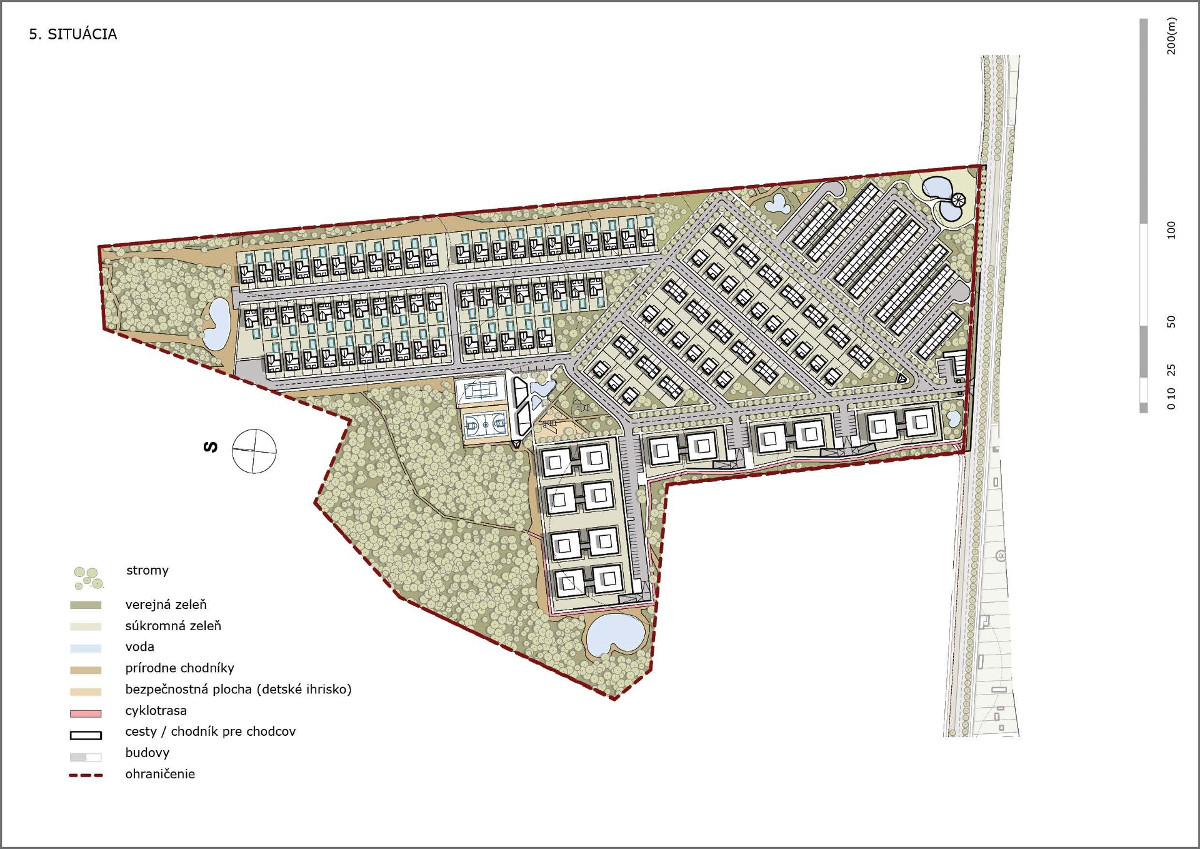 5. SITUÁCIA
200(m)
100
50
25
0 10
S
stromy
verejná zeleň
súkromná zeleň
voda
prírodne chodníky
bezpečnostná plocha (detské ihrisko)
cyklotrasa
cesty / chodník pre chodcov
budovy
ohraničenie